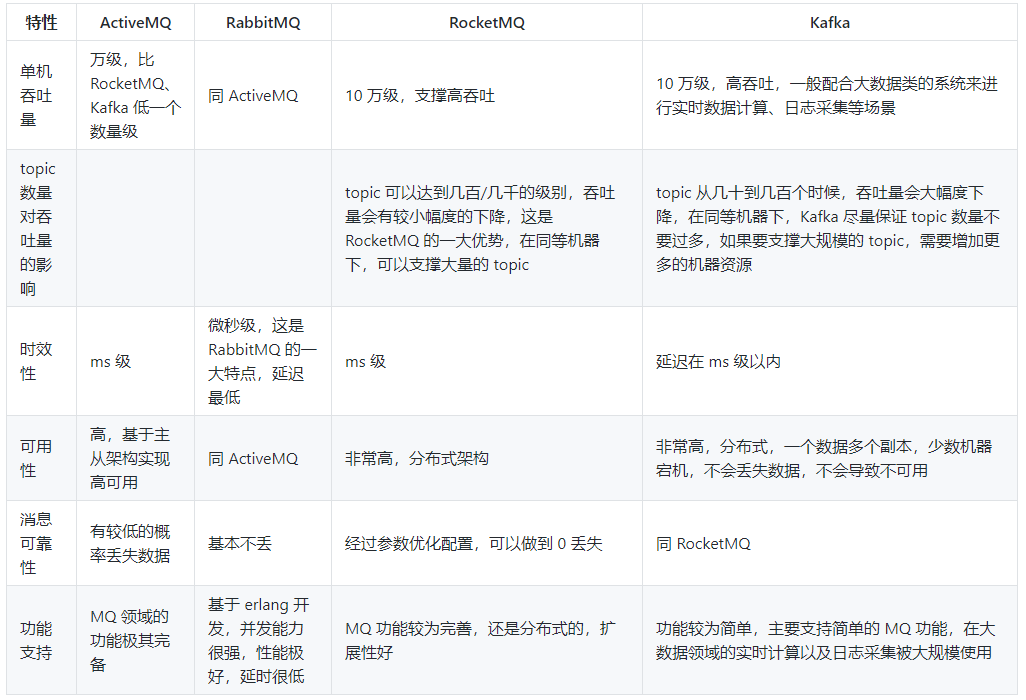 特性
ActiveMQ
RabbitMQ
RocketMQ
Kafka
单机
吞吐
量
万级，比
RocketMQ、
Kafka 低一个
数量级
同 ActiveMQ
10 万级，支撑高吞吐
10 万级，高吞吐，一般配合大数据类的系统来进
行实时数据计算、日志采集等场景
topic
数量
对吞
吐量
的影
响
topic 可以达到几百/几千的级别，吞吐
量会有较小幅度的下降，这是
RocketMQ 的一大优势，在同等机器
下，可以支撑大量的 topic
topic 从几十到几百个时候，吞吐量会大幅度下
降，在同等机器下，Kafka 尽量保证 topic 数量不
要过多，如果要支撑大规模的 topic，需要增加更
多的机器资源
时效
性
ms 级
微秒级，这是
RabbitMQ 的一
大特点，延迟
最低
ms 级
延迟在 ms 级以内
可用
性
高，基于主
从架构实现
高可用
同 ActiveMQ
非常高，分布式架构
非常高，分布式，一个数据多个副本，少数机器
宕机，不会丢失数据，不会导致不可用
消息
可靠
性
有较低的概
率丢失数据
基本不丢
经过参数优化配置，可以做到 0 丢失
同 RocketMQ
功能
支持
MQ 领域的
功能极其完
备
基于 erlang 开
发，并发能力
很强，性能极
好，延时很低
MQ 功能较为完善，还是分布式的，扩
展性好
功能较为简单，主要支持简单的 MQ 功能，在大
数据领域的实时计算以及日志采集被大规模使用